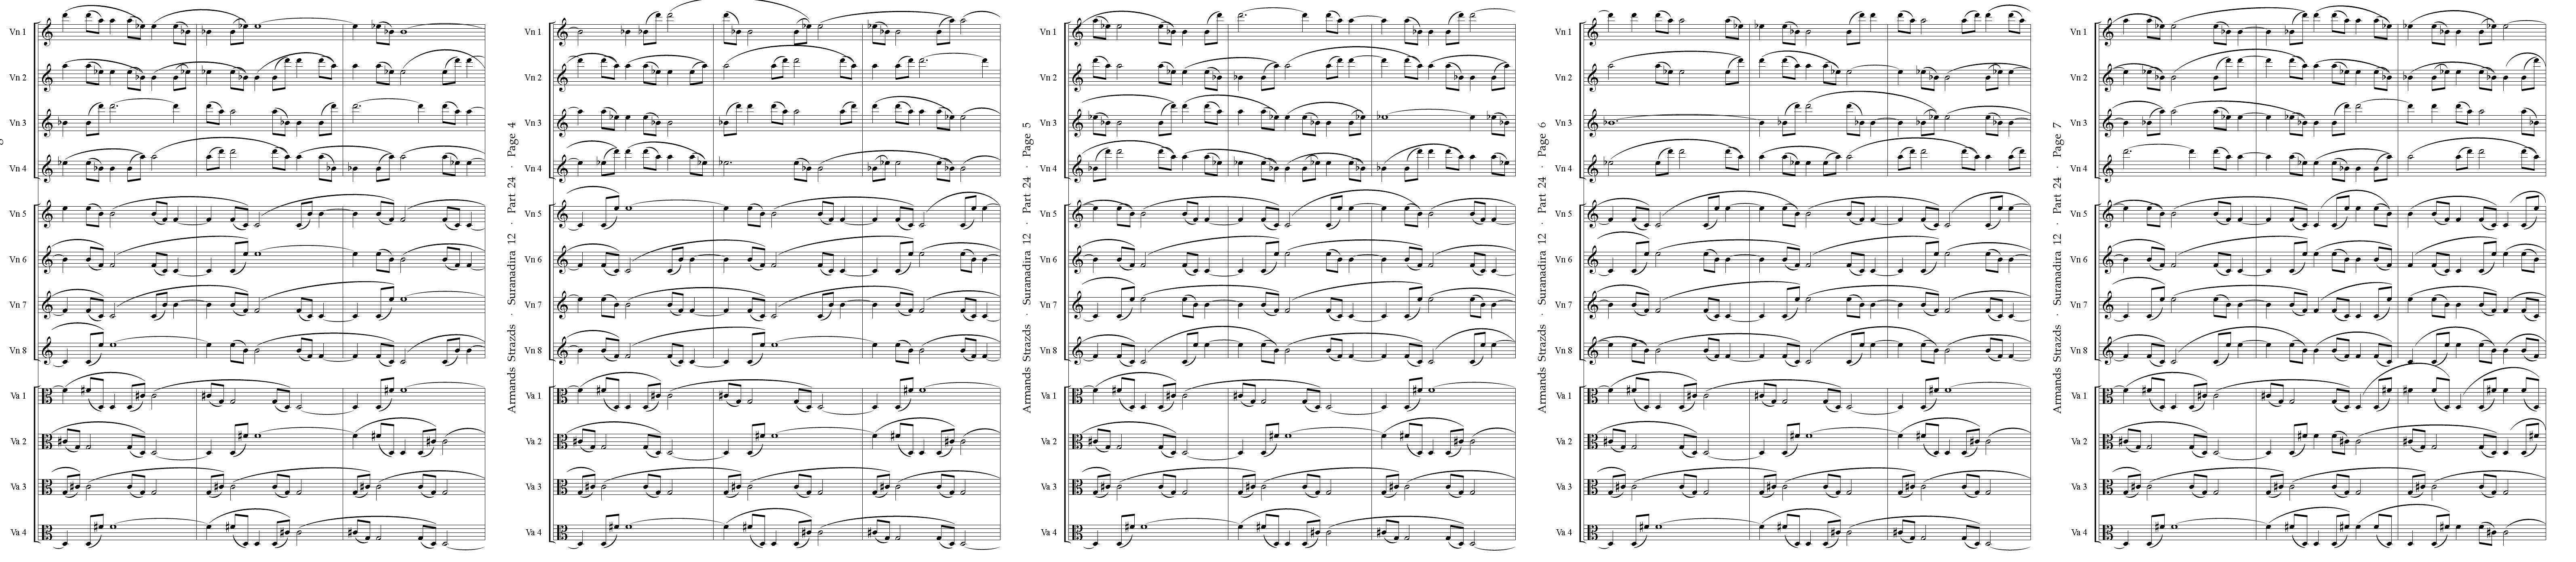 Vn 1
Vn 2
Vn 3
Vn 4
Vn 5
Vn 6
Vn 7
Vn 8
Va 1
Va 2
Va 3
Va 4
Armands Strazds · Suranadira 12 · Part 24 · Page 4
Vn 1
Vn 2
Vn 3
Vn 4
Vn 5
Vn 6
Vn 7
Vn 8
Va 1
Va 2
Va 3
Va 4
Armands Strazds · Suranadira 12 · Part 24 · Page 5
Vn 1
Vn 2
Vn 3
Vn 4
Vn 5
Vn 6
Vn 7
Vn 8
Va 1
Va 2
Va 3
Va 4
Armands Strazds · Suranadira 12 · Part 24 · Page 6
Vn 1
Vn 2
Vn 3
Vn 4
Vn 5
Vn 6
Vn 7
Vn 8
Va 1
Va 2
Va 3
Va 4
Armands Strazds · Suranadira 12 · Part 24 · Page 7
Vn 1
Vn 2
Vn 3
Vn 4
Vn 5
Vn 6
Vn 7
Vn 8
Va 1
Va 2
Va 3
Va 4